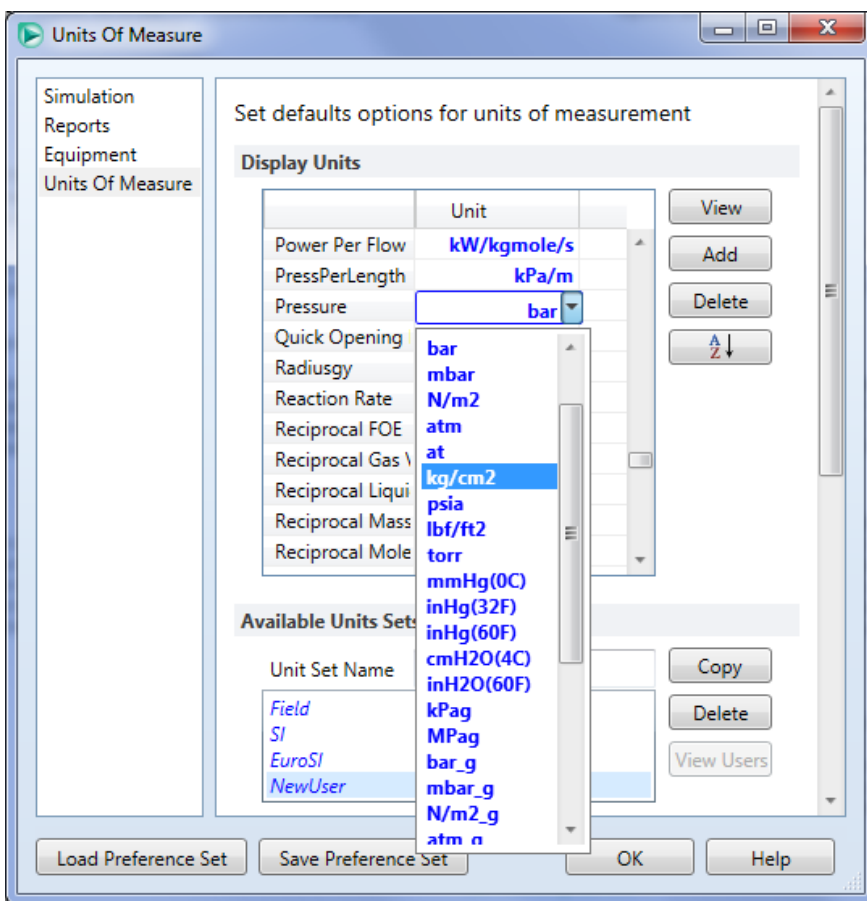 Units Of Measure
Simulation
Reports
Equipment
Units Of Measure
Set defaults options for units of measurement
Display Units
Unit
Power Per Flow kW/kgmole/s
PressPerLength kPa/m
Pressure bar
Quick Opening
Radiusgy
Reaction Rate
Reciprocal FOE
Reciprocal Gas
Reciprocal Liqui
Reciprocal Mass
Reciprocal Mole
View
Add
Delete
A
Z
bar
mbar
N/m2
atm
at
kg/cm2
psia
lbf/ft2
torr
mmHg(0C)
inHg(32F)
inHg(60F)
cmH2O(4C)
inH2O(60F)
kPag
MPag
bar_g
mbar_g
N/m2_g
atm_g
Available Units Sets
Unit Set Name
Field
SI
EuroSI
NewUser
Copy
Delete
View Users
Load Preference Set
Save Preference Set
OK
Help